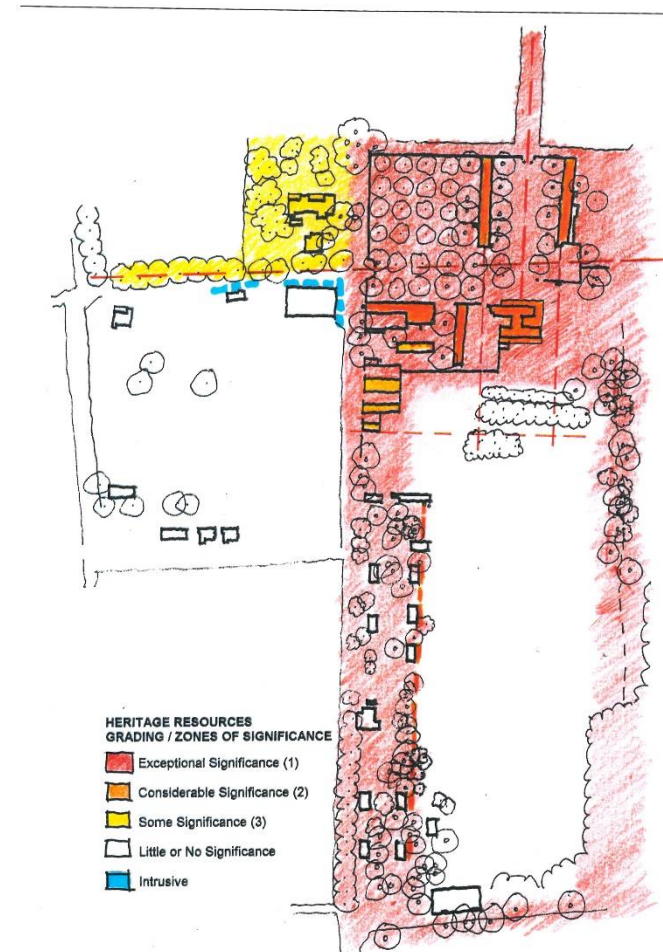 HERITAGE RESOURCES
GRADING / ZONES OF SIGNIFICANCE
Exceptional Significance (1)
Considerable Significance (2)
Some Significance (3)
Little or No Significance
Intrusive